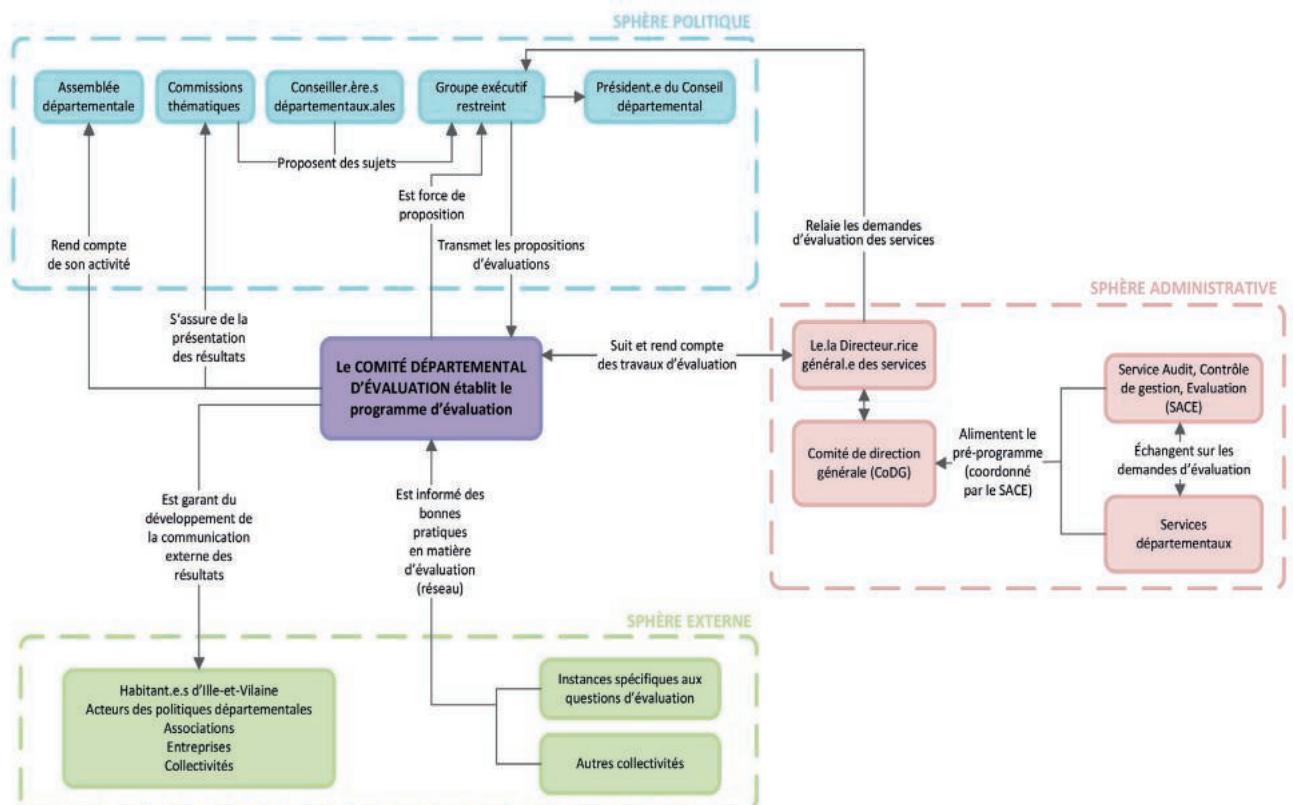 SPHÈRE POLITIQUE
Assemblée
départementale
Commissions
thématiques
Conseiller.ère.s
départementaux.ales
Groupe exécutif
restreint
Président.e du Conseil
départemental
Proposent des sujets
Est force de
proposition
Rend compte
de son activité
Transmet les propositions
d'évaluations
Relaie les demandes
d'évaluation des services
S'assure de la
présentation
des résultats
SPHÈRE ADMINISTRATIVE
Le COMITÉ DÉPARTEMENTAL
D'ÉVALUATION établit le
programme d'évaluation
Suit et rend compte
des travaux d'évaluation
Le.la Directeur.rice
général.e des services
Service Audit, Contrôle
de gestion, Evaluation
(SACE)
Comité de direction
générale (CoDG)
Alimentent le
pré-programme
(coordonné
par le SACE)
Échangent sur les
demandes d'évaluation
Services
départementaux
Est garant du
développement de
la communication
externe des
résultats
Est informé des
bonnes
pratiques
en matière
d'évaluation
(réseau)
SPHÈRE EXTERNE
Habitant.e.s d'Ille-et-Vilaine
Acteurs des politiques départementales
Associations
Entreprises
Collectivités
Instances spécifiques aux
questions d'évaluation
Autres collectivités